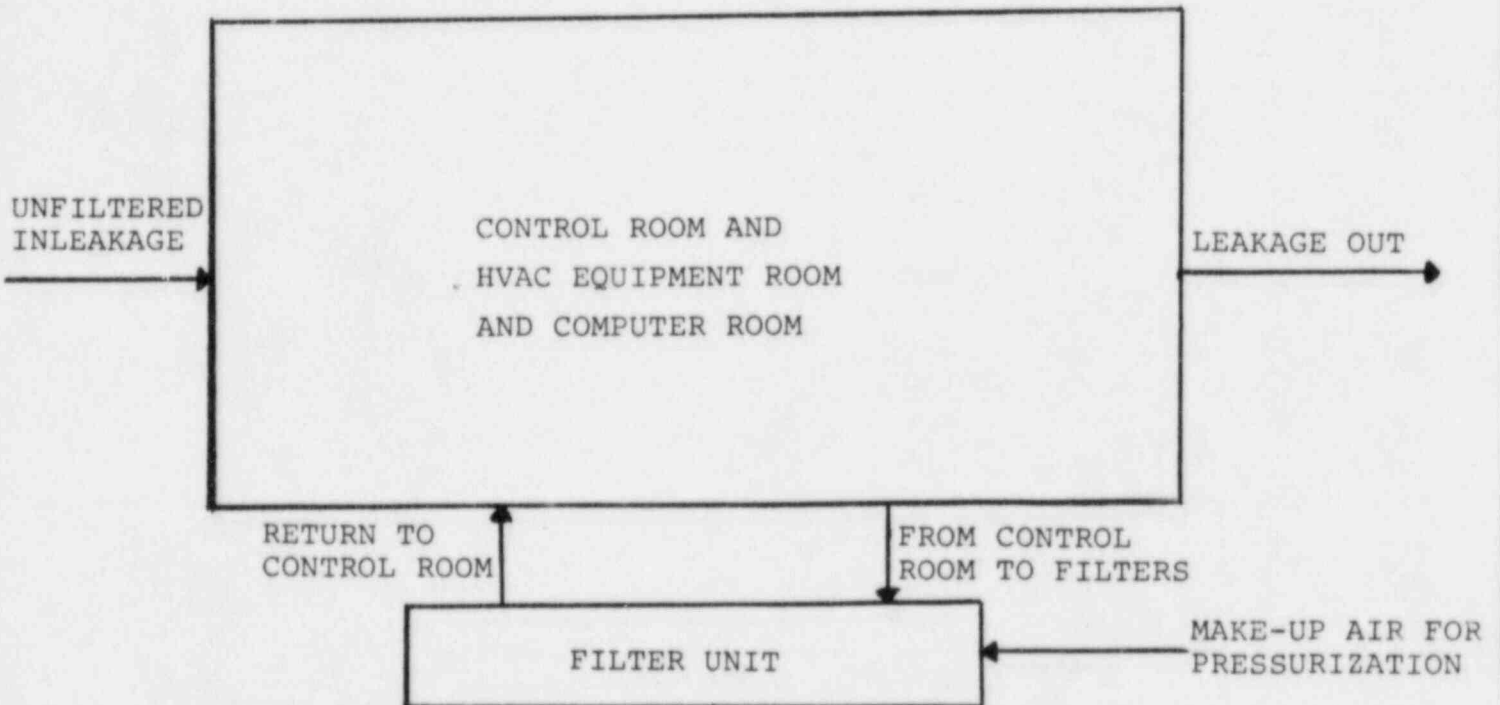 UNFILTERED
INLEAKAGE
CONTROL ROOM AND
HVAC EQUIPMENT ROOM
AND COMPUTER ROOM
LEAKAGE OUT
RETURN TO
CONTROL ROOM
FROM CONTROL
ROOM TO FILTERS
FILTER UNIT
MAKE-UP AIR FOR
PRESSURIZATION